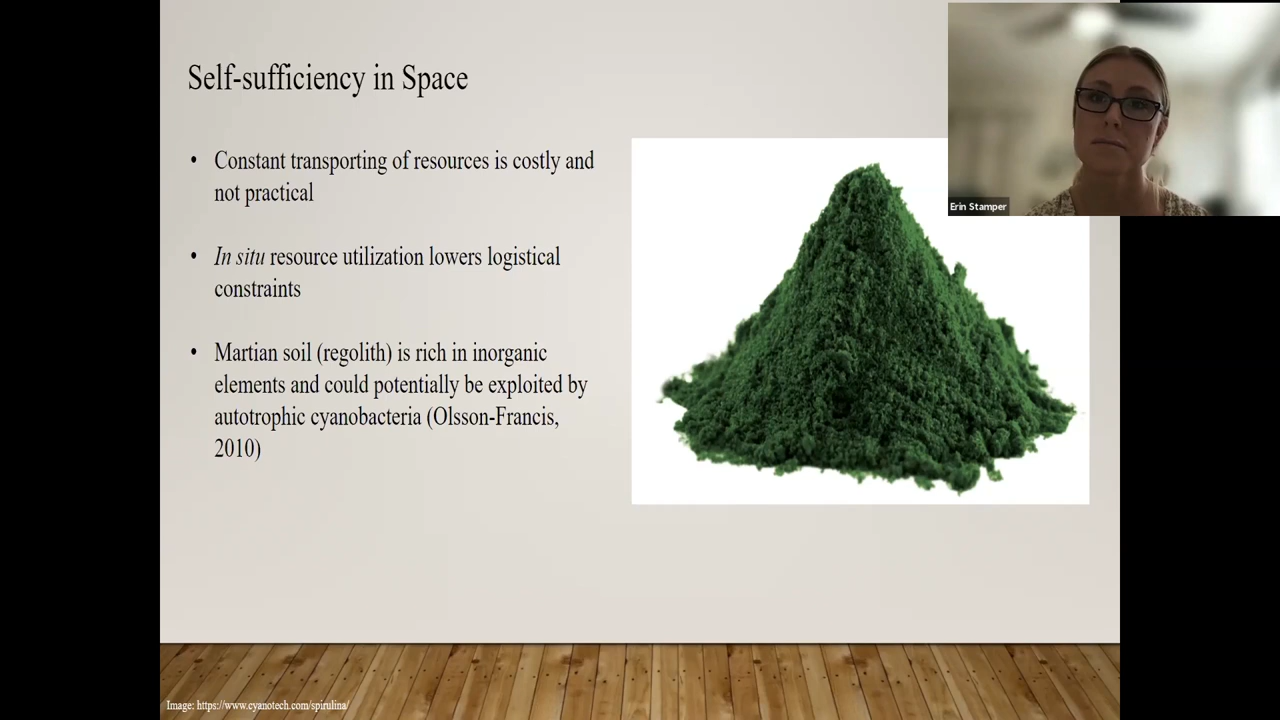 Self-sufficiency in Space
• Constant transporting of resources is costly and
not practical
• In situ resource utilization lowers logistical
constraints
• Martian soil (regolith) is rich in inorganic
elements and could potentially be exploited by
autotrophic cyanobacteria (Olsson-Francis,
2010)
Erin Stamper
Image: https://www.cyanotech.com/spirulina/